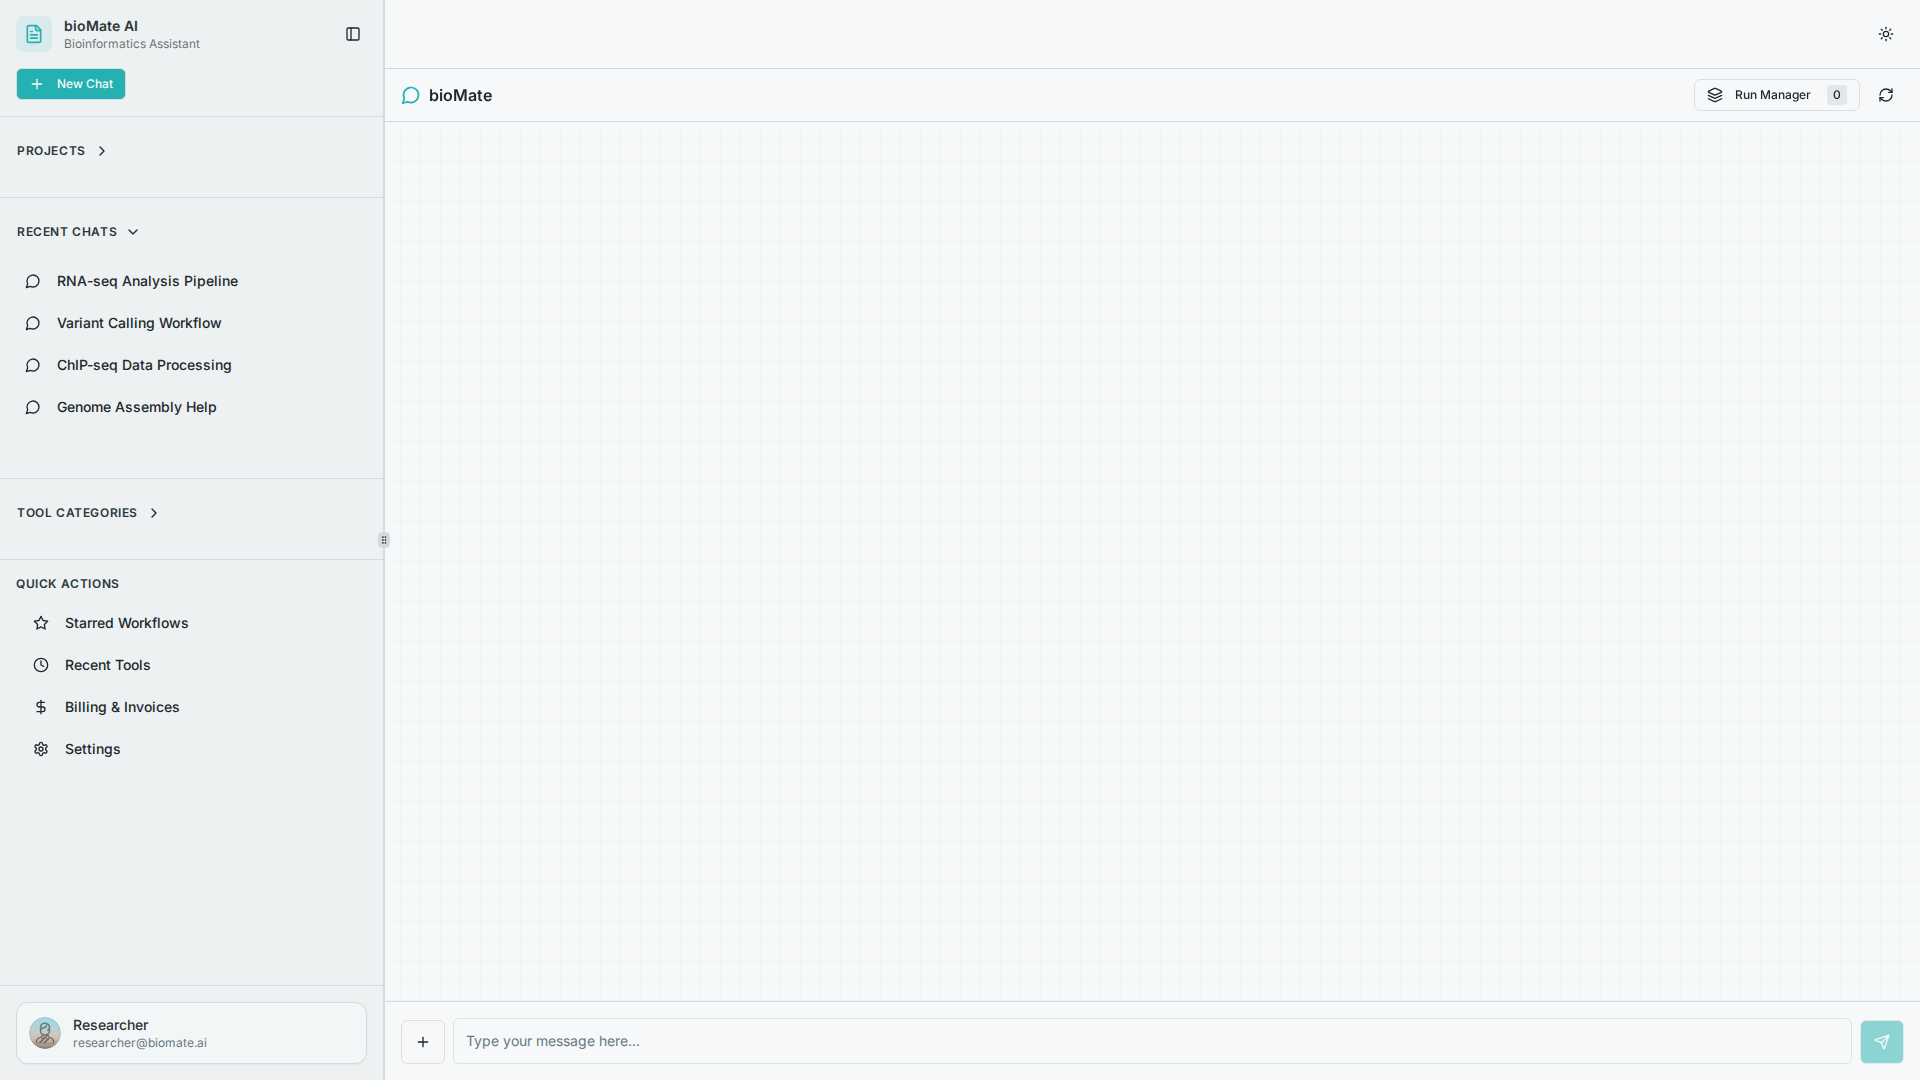 bioMate AI
Bioinformatics Assistant
New Chat
PROJECTS
RECENT CHATS
RNA-seq Analysis Pipeline
Variant Calling Workflow
ChIP-seq Data Processing
Genome Assembly Help
TOOL CATEGORIES
QUICK ACTIONS
Starred Workflows
Recent Tools
Billing & Invoices
Settings
Researcher
researcher@biomate.ai
bioMate
Run Manager 0
Type your message here...